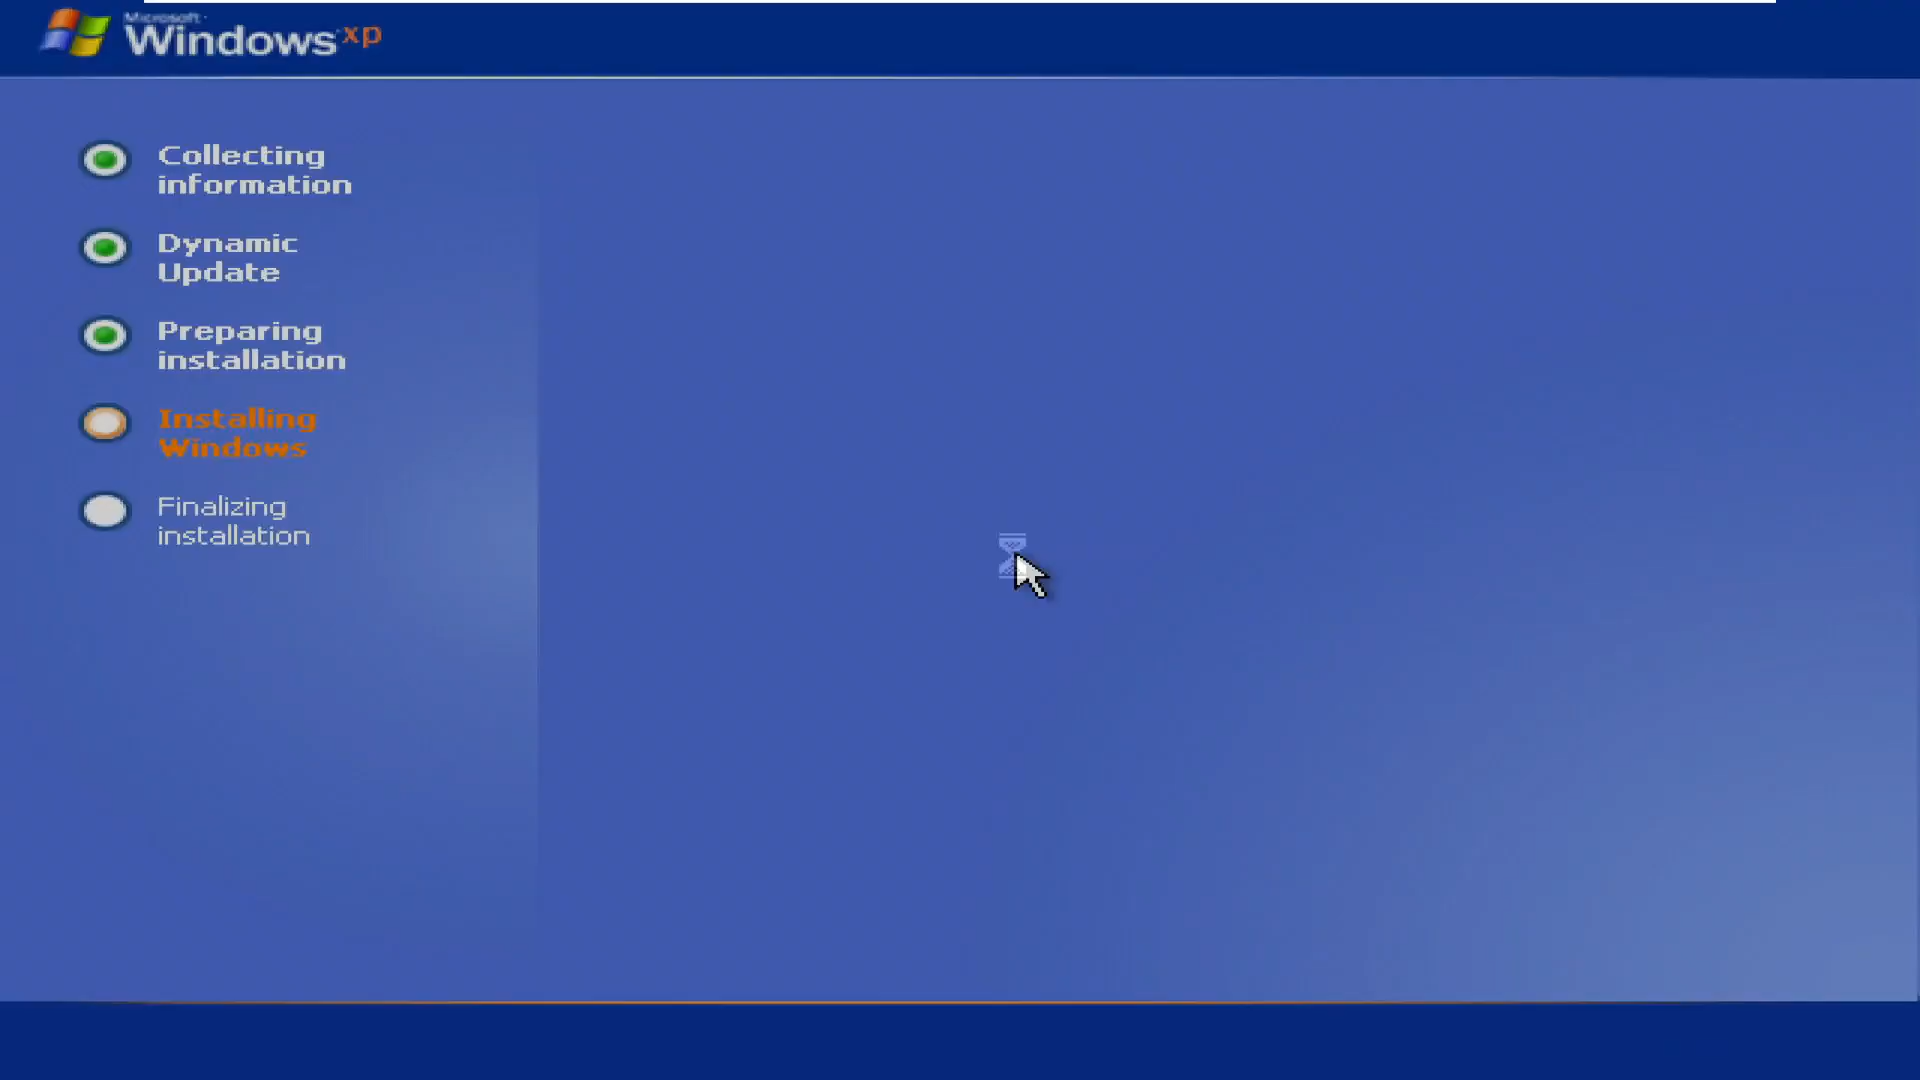 Microsoft
Windows xp
Collecting
information
Dynamic
Update
Preparing
installation
Installing
Windows
Finalizing
installation